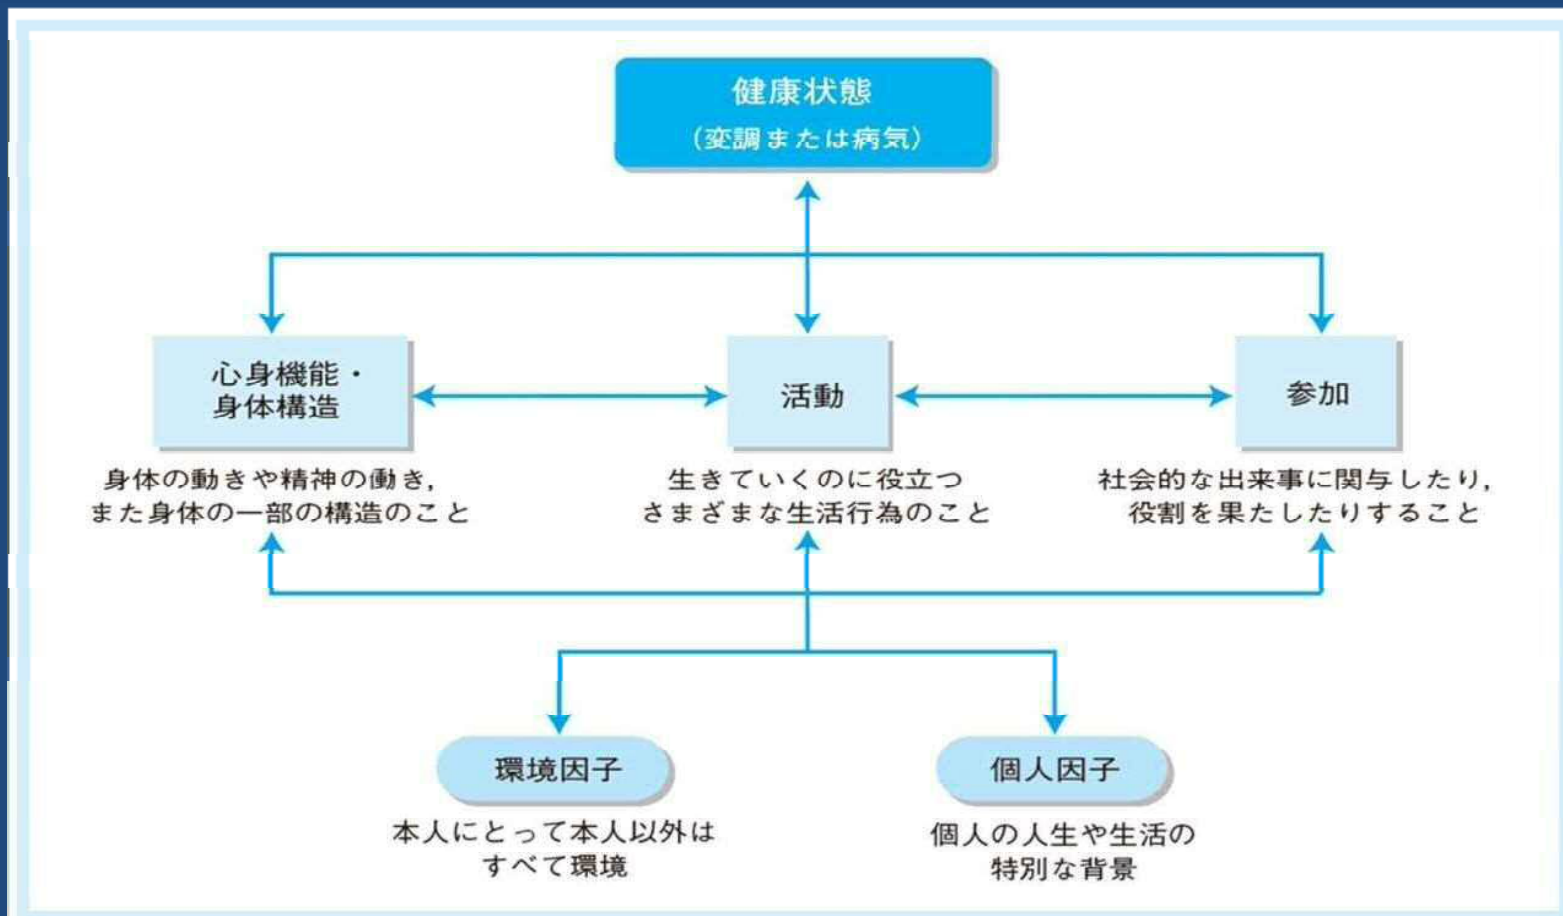 健康状態
（変調または病気）
心身機能・
身体構造
活動
参加
身体の動きや精神の働き，
また身体の一部の構造のこと
生きていくのに役立つ
さまざまな生活行為のこと
社会的な出来事に関与したり，
役割を果たしたりすること
環境因子
個人因子
本人にとって本人以外は
すべて環境
個人の人生や生活の
特別な背景